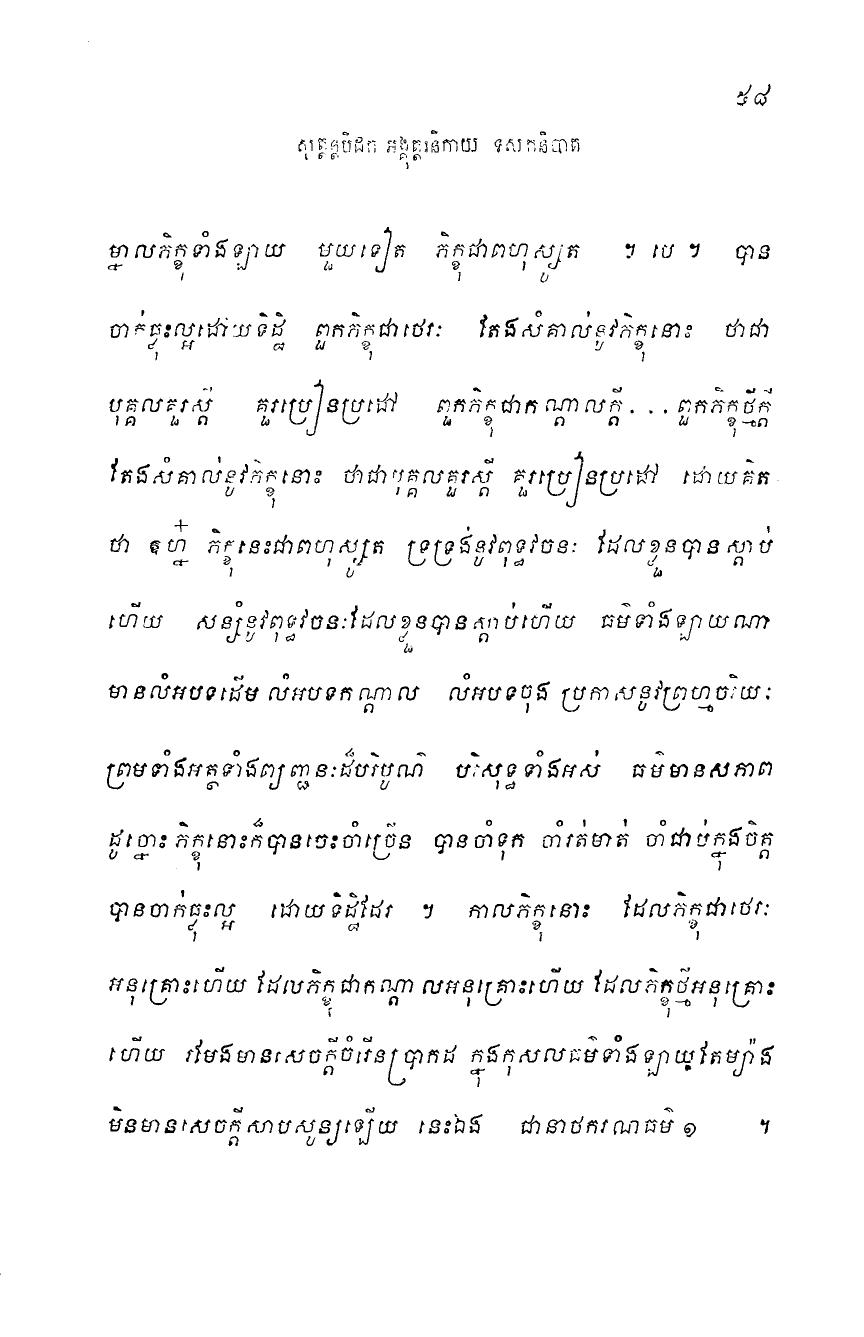 ៥៨
សុត្តន្តបិដក អង្គុត្តរនិកាយ ទសកនិបាត
ម្នាលភិក្ខុទាំងឡាយ មួយទៀត ភិក្ខុជាពហុស្សូត ។ បេ ។ បាន
ចាក់ធ្លុះល្អដោយទិដ្ឋិ ពួកភិក្ខុជាថេរៈ តែងសំគាល់នូវភិក្ខុនោះ ថាជា
បុគ្គលគួរស្តី គួរប្រៀនប្រដៅ ពួកភិក្ខុជាកណ្តាលក្តី...ពួកភិក្ខុថ្មីក្តី
តែងសំគាល់នូវភិក្ខុនោះ ថាជាបុគ្គលគួរស្តី គួរប្រៀនប្រដៅ ដោយគិត
ថា ឱហ្ន៎ ភិក្ខុនេះជាពហុស្សូត ទ្រទ្រង់នូវពុទ្ធវចនៈ ដែលខ្លួនបានស្តាប់
ហើយ សន្សំនូវពុទ្ធវចនៈដែលខ្លួនបានស្តាប់ហើយ ធម៌ទាំងឡាយណា
មានលំអបទដើម លំអបទកណ្តាល លំអបទចុង ប្រកាសនូវព្រហ្មចរិយៈ
ព្រមទាំងអត្ថទាំងព្យញ្ជនៈដ៏បរិបូណ៌ បរិសុទ្ធទាំងអស់ ធម៌មានសភាព
ដូច្នោះ ភិក្ខុនោះក៏បានចេះចាំច្រើន បានចាំទុក ចាំរត់មាត់ ចាំជាប់ក្នុងចិត្ត
បានចាក់ធ្លុះល្អ ដោយទិដ្ឋិដែរ ។ កាលភិក្ខុនោះ ដែលភិក្ខុជាថេរៈ
អនុគ្រោះហើយ ដែលភិក្ខុជាកណ្តាលអនុគ្រោះហើយ ដែលភិក្ខុថ្មីអនុគ្រោះ
ហើយ រមែងមានសេចក្តីចំរើនប្រាកដ ក្នុងកុសលធម៌ទាំងឡាយ តែម្យ៉ាង
មិនមានសេចក្តីសាបសូន្យឡើយ នេះឯង ជានាថករណធម៌ ១ ។